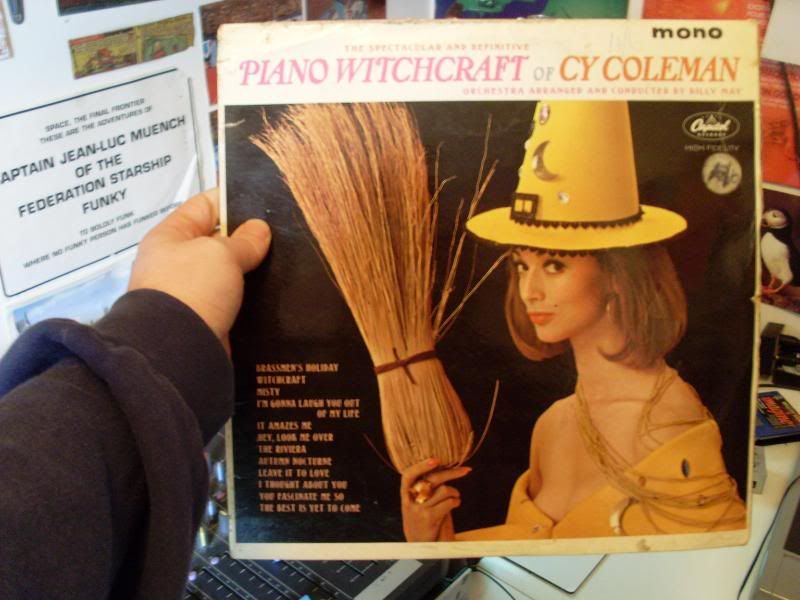 mono
THE SPECTACULAR AND DEFINITIVE
PIANO WITCHCRAFT OF CY COLEMAN
ORCHESTRA ARRANGED AND CONDUCTED BY BILLY MAY
Capitol
RECORDS
HIGH FIDELITY
BRASSMEN'S HOLIDAY
WITCHCRAFT
MISTY
I'M GONNA LAUGH YOU OUT
OF MY LIFE
IT AMAZES ME
HEY, LOOK ME OVER
THE RIVIERA
AUTUMN NOCTURNE
LEAVE IT TO LOVE
I THOUGHT ABOUT YOU
YOU FASCINATE ME SO
THE BEST IS YET TO COME
SPACE, THE FINAL FRONTIER
THESE ARE THE ADVENTURES OF
APTAIN JEAN-LUC MUENCH
OF THE
FEDERATION STARSHIP
FUNKY
TO BOLDLY FUNK
WHERE NO FUNKY PERSON HAS FUNKED BEFORE